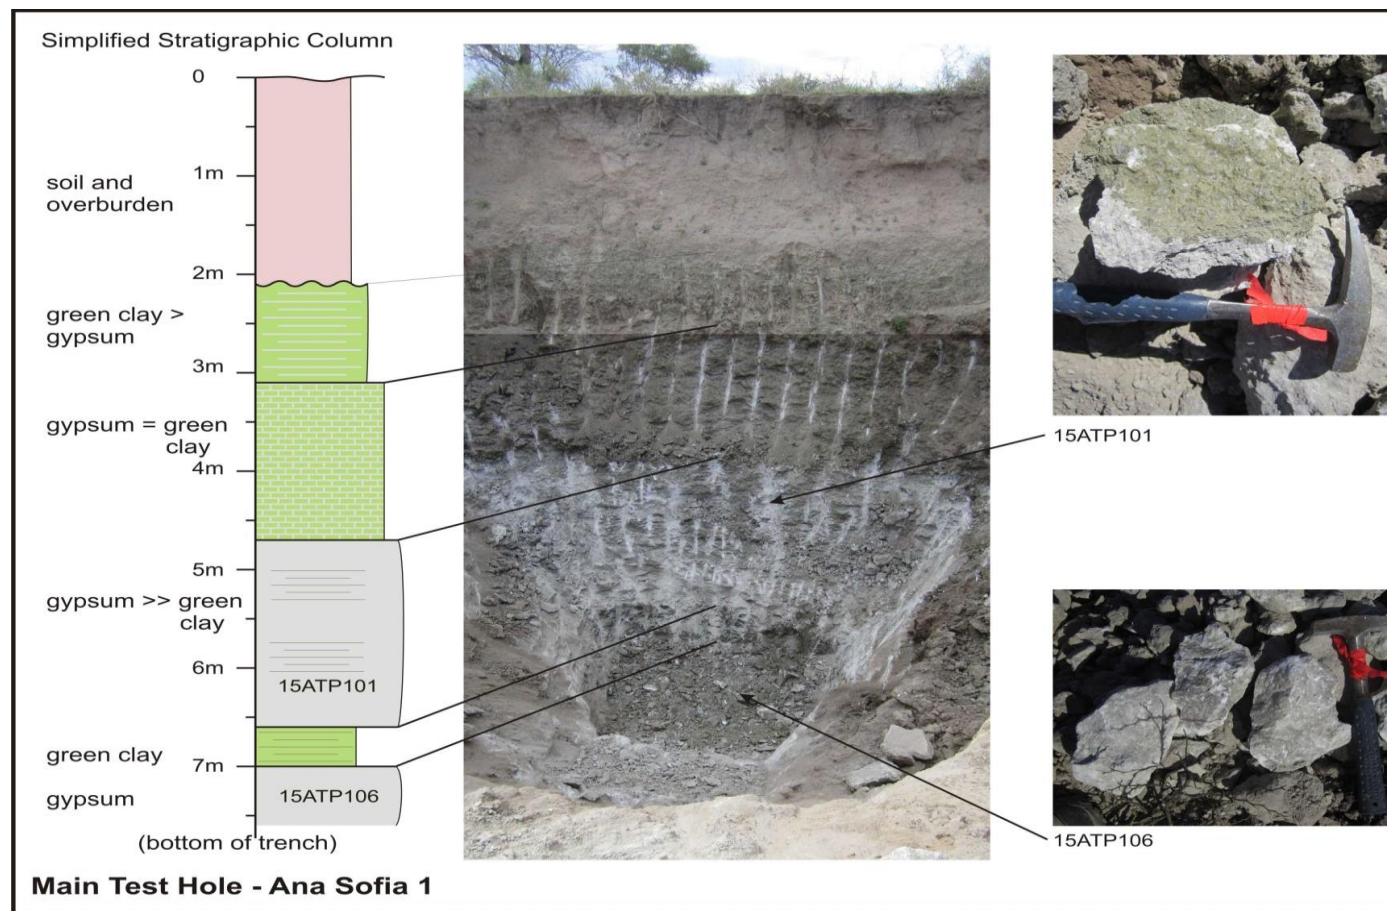 Simplified Stratigraphic Column
0
1m
soil and
overburden
2m
green clay >
gypsum
3m
gypsum = green
clay
4m
5m
gypsum >> green
clay
6m
15ATP101
green clay
7m
gypsum
15ATP106
(bottom of trench)
15ATP101
15ATP106
Main Test Hole - Ana Sofia 1